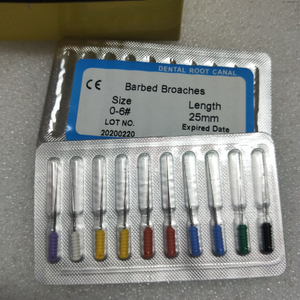 DENTAL ROOT CANAL
CE
Barbed Broaches
Size Length
0-6# 25mm
LOT NO. Expired Date
20200220